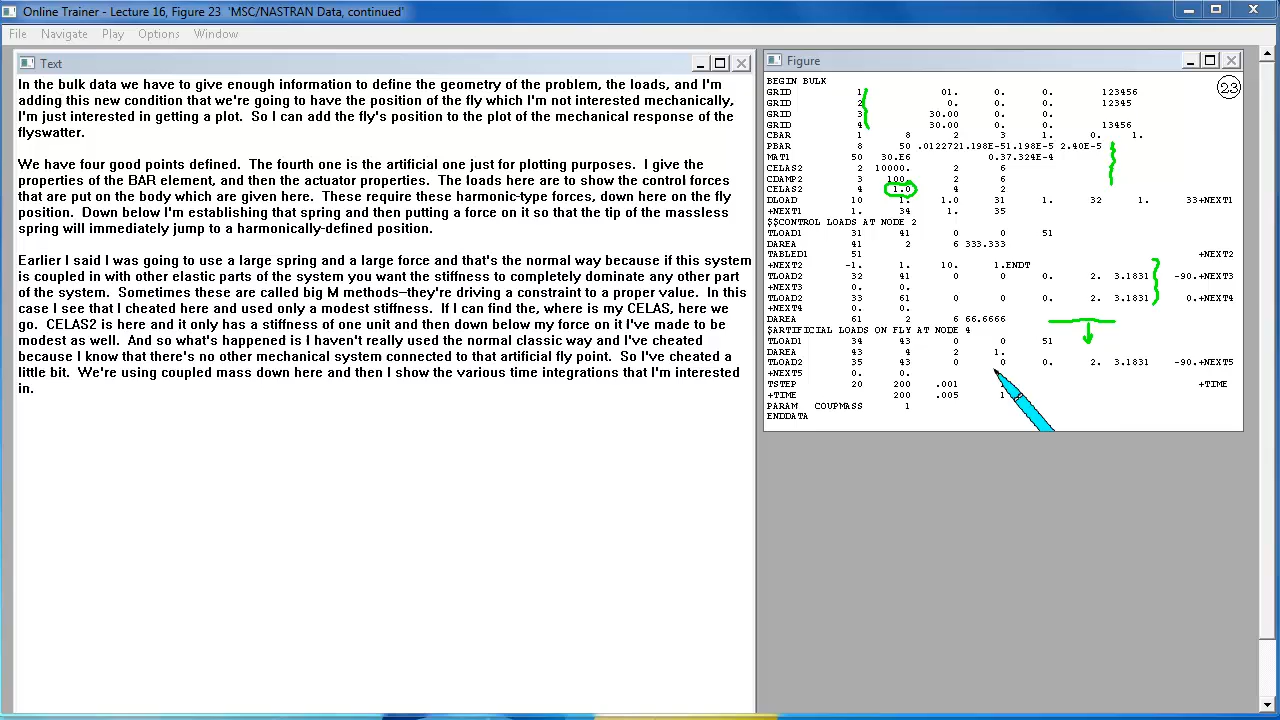 Online Trainer - Lecture 16, Figure 23 'MSC/NASTRAN Data, continued'
File Navigate Play Options Window
Text
In the bulk data we have to give enough information to define the geometry of the problem, the loads, and I'm
adding this new condition that we're going to have the position of the fly which I'm not interested mechanically,
I'm just interested in getting a plot. So I can add the fly's position to the plot of the mechanical response of the
flyswatter.
We have four good points defined. The fourth one is the artificial one just for plotting purposes. I give the
properties of the BAR element, and then the actuator properties. The loads here are to show the control forces
that are put on the body which are given here. These require these harmonic-type forces, down here on the fly
position. Down below I'm establishing that spring and then putting a force on it so that the tip of the massless
spring will immediately jump to a harmonically-defined position.
Earlier I said I was going to use a large spring and a large force and that's the normal way because if this system
is coupled in with other elastic parts of the system you want the stiffness to completely dominate any other part
of the system. Sometimes these are called big M methods—they're driving a constraint to a proper value. In this
case I see that I cheated here and used only a modest stiffness. If I can find the, where is my CELAS, here we
go. CELAS2 is here and it only has a stiffness of one unit and then down below my force on it I've made to be
modest as well. And so what's happened is I haven't really used the normal classic way and I've cheated
because I know that there's no other mechanical system connected to that artificial fly point. So I've cheated a
little bit. We're using coupled mass down here and then I show the various time integrations that I'm interested
in.
Figure
23
BEGIN BULK
GRID 1 01. 0. 0. 123456
GRID 2 0. 0. 0. 12345
GRID 3 30.00 0. 0.
GRID 4 30.00 0. 0. 13456
CBAR 1 8 2 3 1. 0. 1.
PBAR 8 50 .0122721.198E-51.198E-5 2.40E-5
MAT1 50 30.E6 0.37.324E-4
CELAS2 2 10000. 2 6
CDAMP2 3 100. 2 6
CELAS2 4 1.0 4 2
DLOAD 10 1. 1.0 31 1. 32 1. 33+NEXT1
+NEXT1 1. 34 1. 35
$$CONTROL LOADS AT NODE 2
TLOAD1 31 41 0 0 51
DAREA 41 2 6 333.333
TABLED1 51 +NEXT2
+NEXT2 -1. 1. 10. 1.ENDT
TLOAD2 32 41 0 0 0. 2. 3.1831 -90.+NEXT3
+NEXT3 0. 0.
TLOAD2 33 61 0 0 0. 2. 3.1831 0.+NEXT4
+NEXT4 0. 0.
DAREA 61 2 6 66.6666
$ARTIFICIAL LOADS ON FLY AT NODE 4
TLOAD1 34 43 0 0 51
DAREA 43 4 2 1.
TLOAD2 35 43 0 0 0. 2. 3.1831 -90.+NEXT5
+NEXT5 0. 0.
TSTEP 20 200 .001 1 +TIME
+TIME 200 .005 1
PARAM COUPMASS 1
ENDDATA